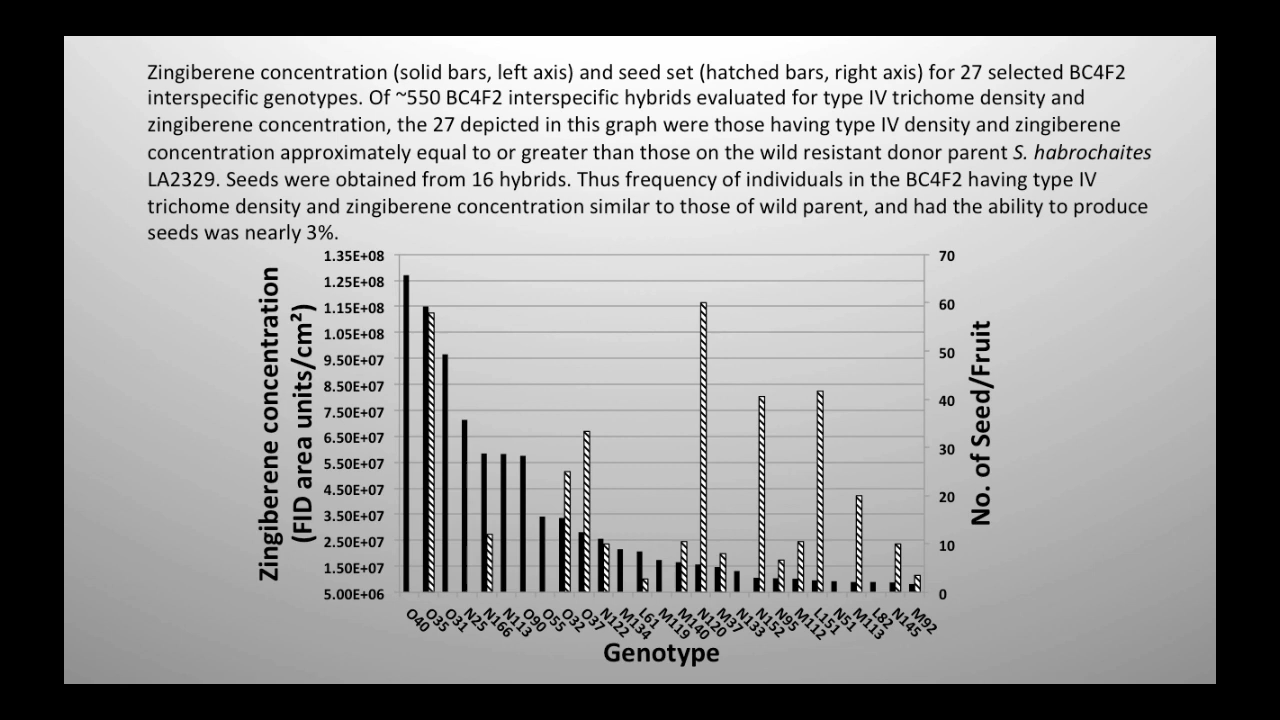 Zingiberene concentration (solid bars, left axis) and seed set (hatched bars, right axis) for 27 selected BC4F2
interspecific genotypes. Of ~550 BC4F2 interspecific hybrids evaluated for type IV trichome density and
zingiberene concentration, the 27 depicted in this graph were those having type IV density and zingiberene
concentration approximately equal to or greater than those on the wild resistant donor parent S. habrochaites
LA2329. Seeds were obtained from 16 hybrids. Thus frequency of individuals in the BC4F2 having type IV
trichome density and zingiberene concentration similar to those of wild parent, and had the ability to produce
seeds was nearly 3%.
Zingiberene concentration
(FID area units/cm²)
1.35E+08
1.25E+08
1.15E+08
1.05E+08
9.50E+07
8.50E+07
7.50E+07
6.50E+07
5.50E+07
4.50E+07
3.50E+07
2.50E+07
1.50E+07
5.00E+06
70
60
50
40
30
20
10
0
No. of Seed/Fruit
O40
O35
O31
N25
N166
N113
O90
O55
O32
O37
N122
M134
L61
M119
M140
N120
M37
N133
N152
N95
M112
L151
N51
M113
L82
N145
M92
Genotype